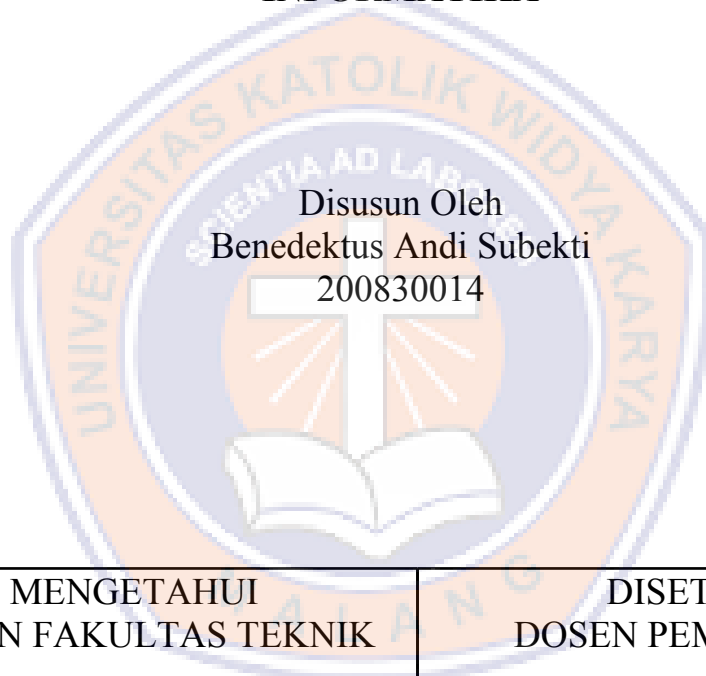 UNIVERSITAS KATOLIK WIDYA KARYA
SCIENTIA AD LABOREM
Disusun Oleh
Benedektus Andi Subekti
200830014
MALANG
MENGETAHUI
N FAKULTAS TEKNIK
DISET
DOSEN PEM